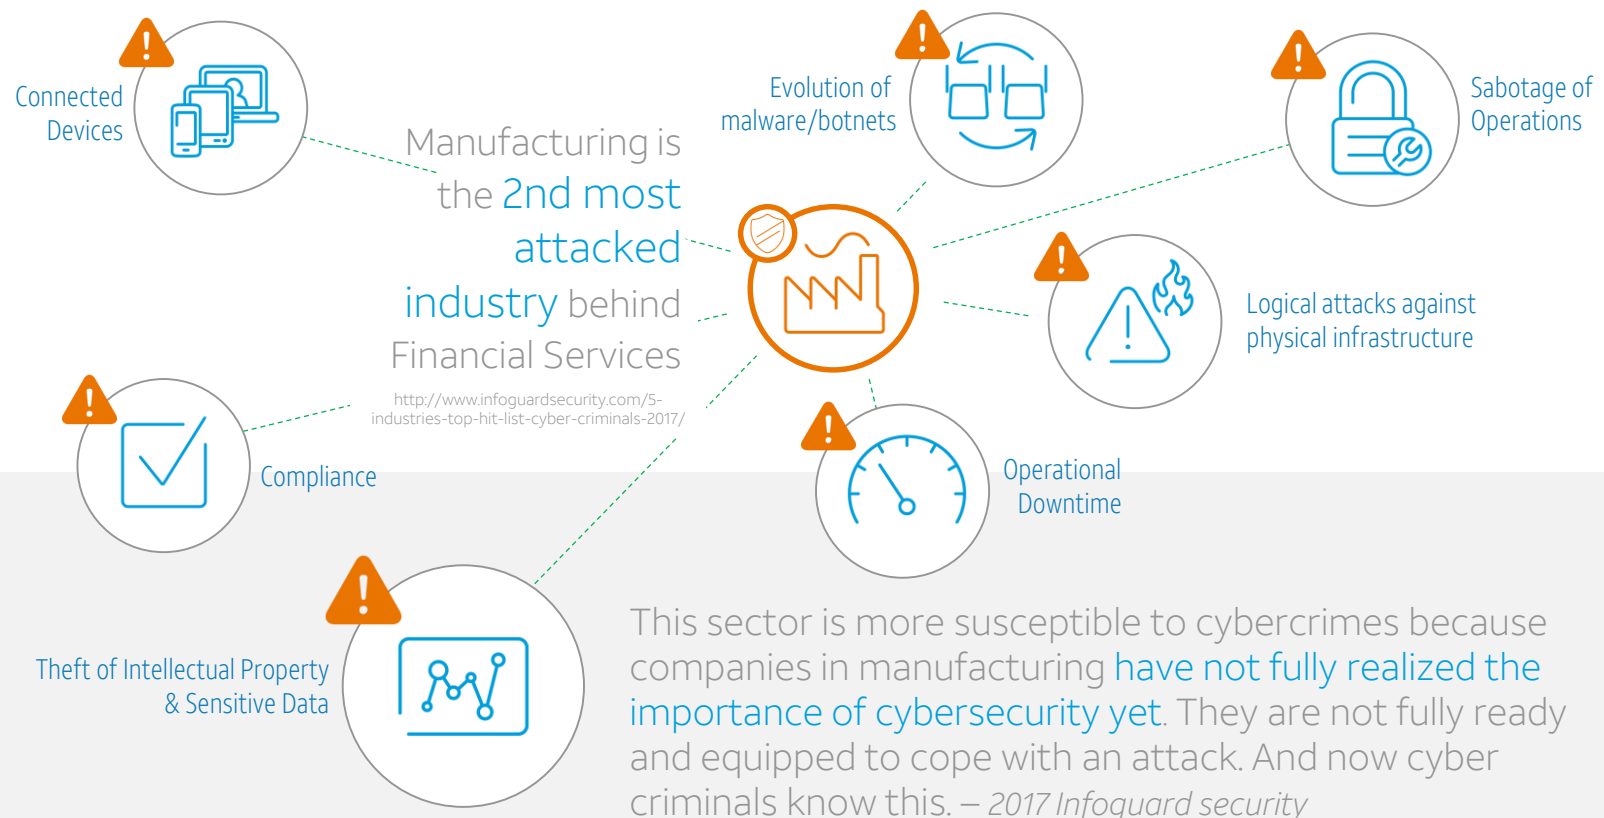 Connected
Devices
Manufacturing is
the 2nd most
attacked
industry behind
Financial Services
http://www.infoguardsecurity.com/5-
industries-top-hit-list-cyber-criminals-2017/
Evolution of
malware/botnets
Sabotage of
Operations
Logical attacks against
physical infrastructure
Compliance
Operational
Downtime
Theft of Intellectual Property
& Sensitive Data
This sector is more susceptible to cybercrimes because
companies in manufacturing have not fully realized the
importance of cybersecurity yet. They are not fully ready
and equipped to cope with an attack. And now cyber
criminals know this. – 2017 Infoguard security